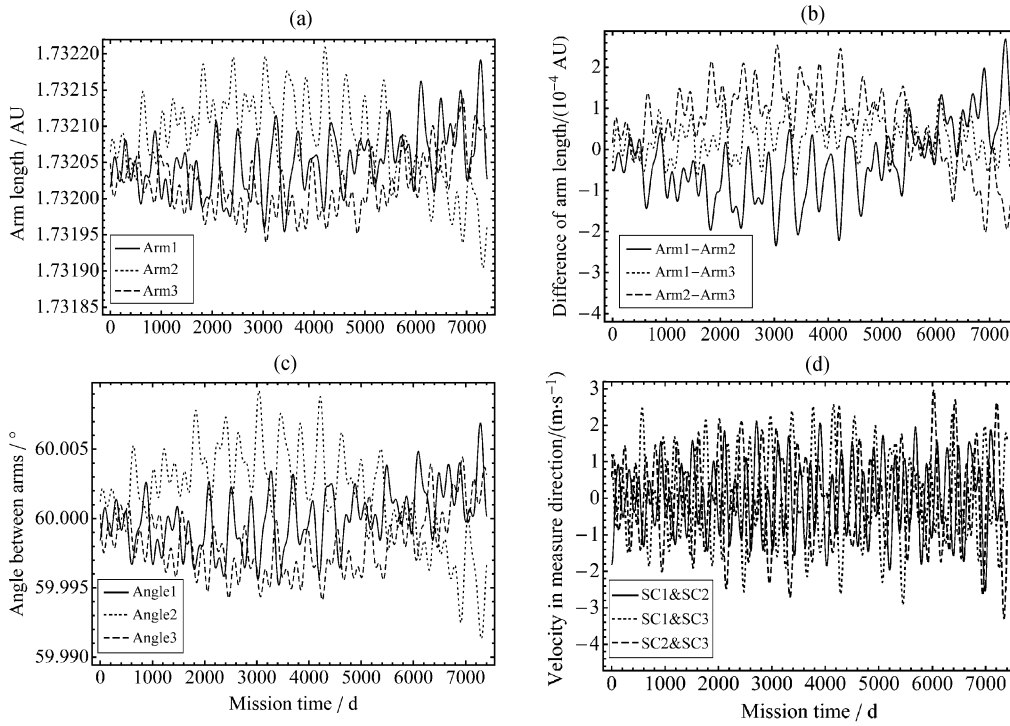 (a)
Arm length / AU
1.73220
1.73215
1.73210
1.73205
1.73200
1.73195
1.73190
1.73185
Arm1
Arm2
Arm3
0 1000 2000 3000 4000 5000 6000 7000
(b)
Difference of arm length/(10⁻⁴ AU)
2
1
0
−1
−2
−3
−4
Arm1−Arm2
Arm1−Arm3
Arm2−Arm3
0 1000 2000 3000 4000 5000 6000 7000
(c)
Angle between arms / °
60.005
60.000
59.995
59.990
Angle1
Angle2
Angle3
0 1000 2000 3000 4000 5000 6000 7000
Mission time / d
(d)
Velocity in measure direction/(m·s⁻¹)
3
2
1
0
−1
−2
−3
−4
SC1&SC2
SC1&SC3
SC2&SC3
0 1000 2000 3000 4000 5000 6000 7000
Mission time / d